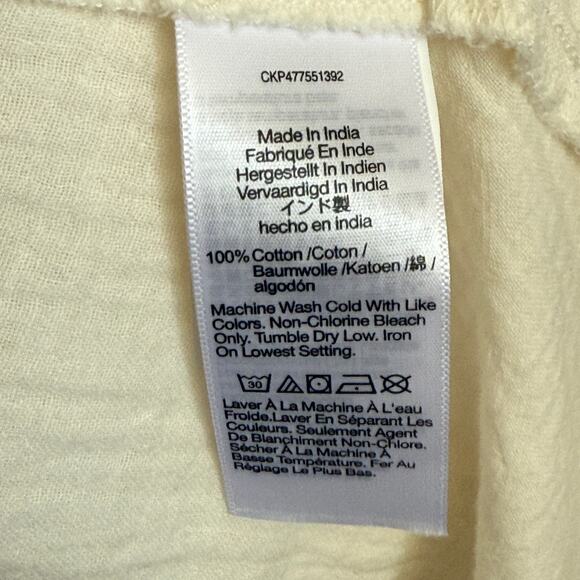 CKP477551392
Made In India
Fabriqué En Inde
Hergestellt In Indien
Vervaardigd In India
インド製
hecho en india
100% Cotton /Coton /
Baumwolle /Katoen /綿 /
algodón
Machine Wash Cold With Like
Colors. Non-Chlorine Bleach
Only. Tumble Dry Low. Iron
On Lowest Setting.
30
Laver À La Machine À L'eau
Froide.Laver En Séparant Les
Couleurs. Seulement Agent
De Blanchiment Non-Chlore.
Sécher À La Machine À
Basse Température. Fer Au
Réglage Le Plus Bas.